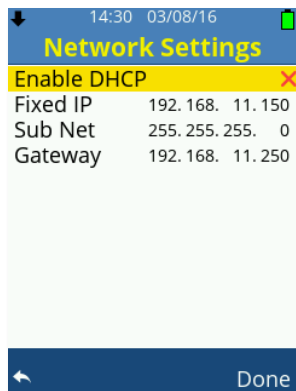 14:30 03/08/16
Network Settings
Enable DHCP
Fixed IP 192.168. 11.150
Sub Net 255.255.255. 0
Gateway 192.168. 11.250
Done